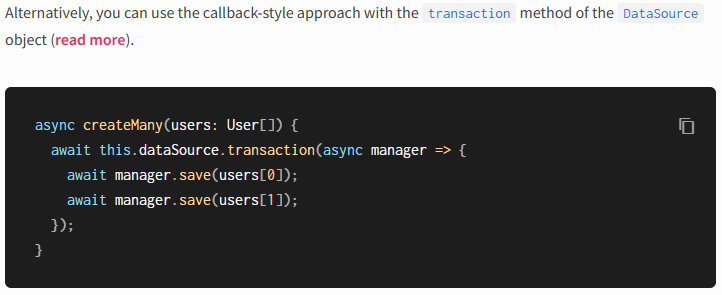 Alternatively, you can use the callback-style approach with the transaction method of the DataSource
object (read more).
async createMany(users: User[]) {
  await this.dataSource.transaction(async manager => {
    await manager.save(users[0]);
    await manager.save(users[1]);
  });
}